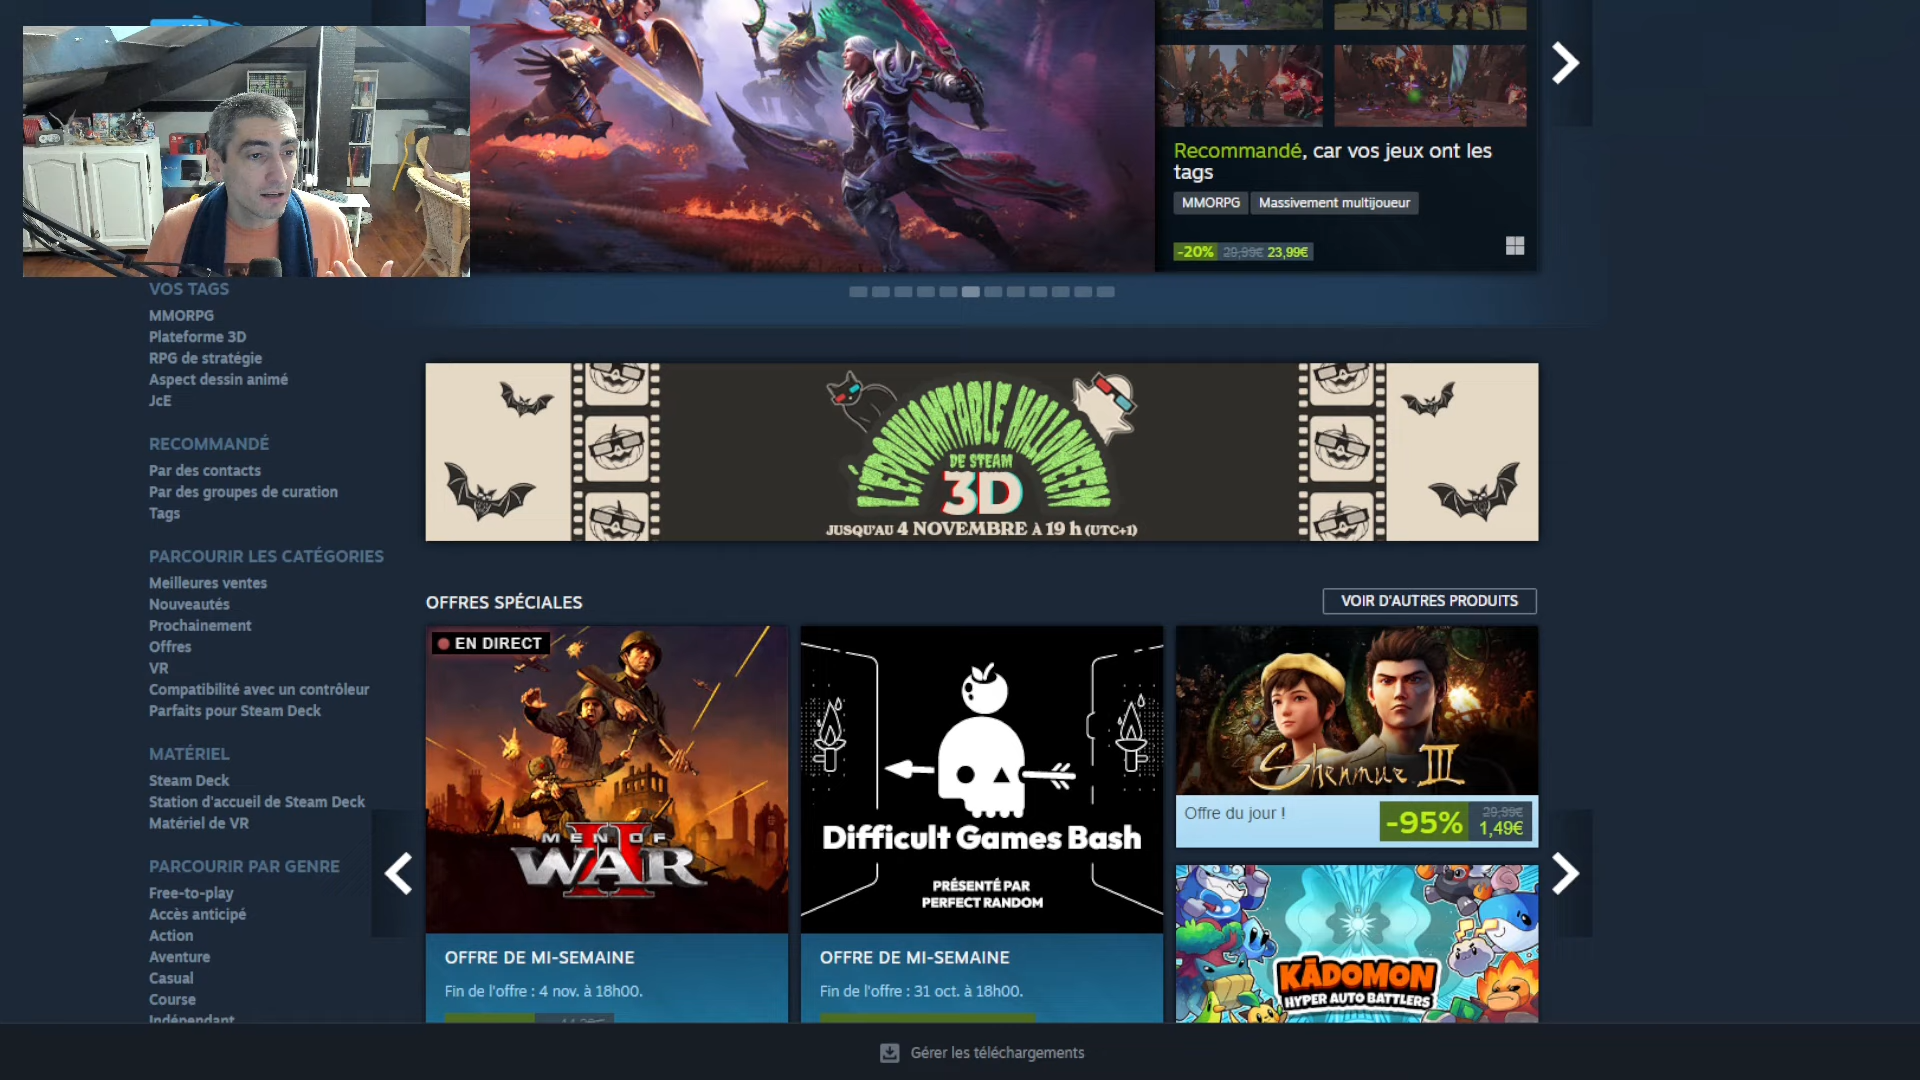 Recommandé, car vos jeux ont les
tags
MMORPG
Massivement multijoueur
-20% 29,99€ 23,99€
VOS TAGS
MMORPG
Plateforme 3D
RPG de stratégie
Aspect dessin animé
JcE
RECOMMANDÉ
Par des contacts
Par des groupes de curation
Tags
PARCOURIR LES CATÉGORIES
Meilleures ventes
Nouveautés
Prochainement
Offres
VR
Compatibilité avec un contrôleur
Parfaits pour Steam Deck
MATÉRIEL
Steam Deck
Station d'accueil de Steam Deck
Matériel de VR
PARCOURIR PAR GENRE
Free-to-play
Accès anticipé
Action
Aventure
Casual
Course
Indépendant
L'ÉPOUVANTABLE HALLOWEEN
DE STEAM
3D
JUSQU'AU 4 NOVEMBRE À 19 h (UTC+1)
OFFRES SPÉCIALES
VOIR D'AUTRES PRODUITS
EN DIRECT
MEN OF
WAR
II
OFFRE DE MI-SEMAINE
Fin de l'offre : 4 nov. à 18h00.
Difficult Games Bash
PRÉSENTÉ PAR
PERFECT RANDOM
OFFRE DE MI-SEMAINE
Fin de l'offre : 31 oct. à 18h00.
Shenmue III
Offre du jour !
-95%
29,99€
1,49€
KĀDOMON
HYPER AUTO BATTLERS
Gérer les téléchargements